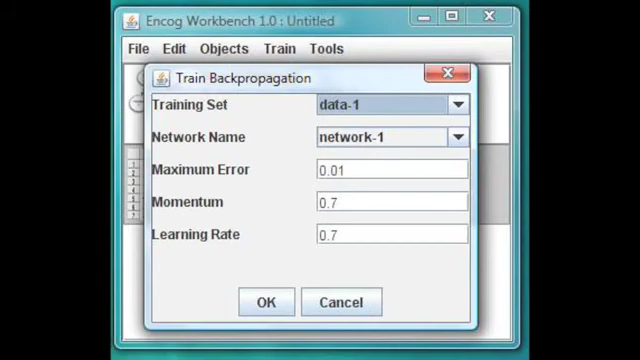 Encog Workbench 1.0 : Untitled
File Edit Objects Train Tools
Train Backpropagation
Training Set data-1
Network Name network-1
Maximum Error 0.01
Momentum 0.7
Learning Rate 0.7
OK Cancel